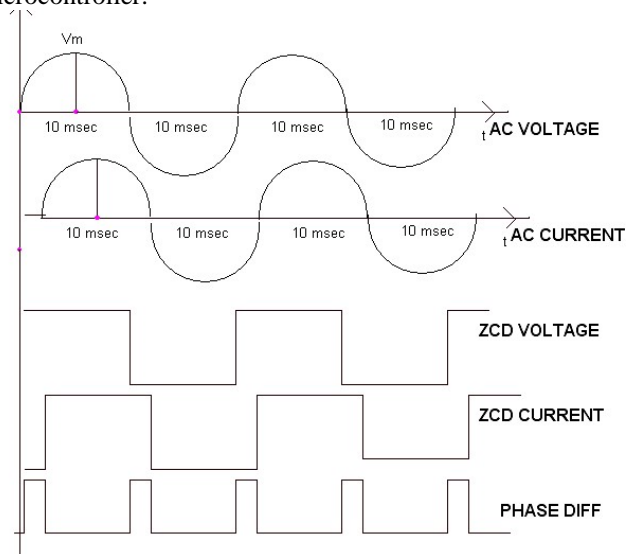 Vm
10 msec 10 msec 10 msec 10 msec
t AC VOLTAGE
10 msec 10 msec 10 msec 10 msec
t AC CURRENT
ZCD VOLTAGE
ZCD CURRENT
PHASE DIFF